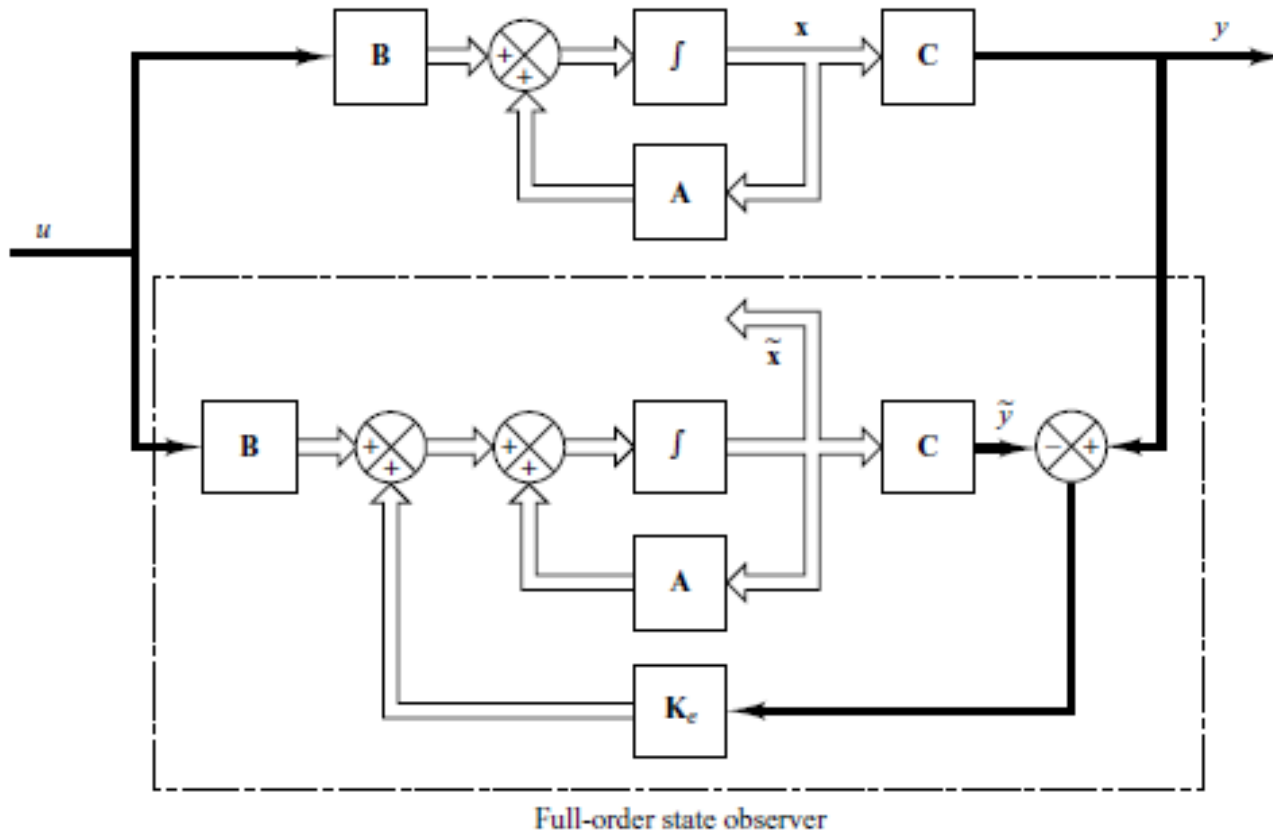 B
+
+
∫
x
C
y
A
u
x̃
B
+
+
+
+
∫
C
ỹ
−
+
A
Kₑ
Full-order state observer